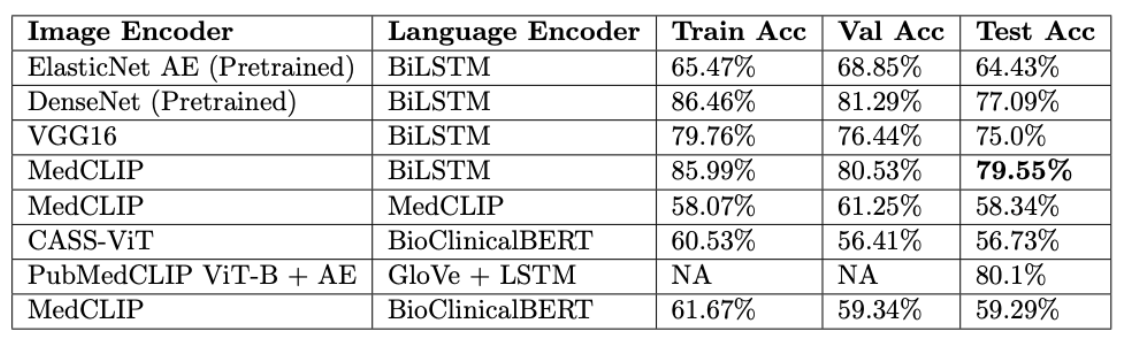 Image Encoder Language Encoder Train Acc Val Acc Test Acc
ElasticNet AE (Pretrained) BiLSTM 65.47% 68.85% 64.43%
DenseNet (Pretrained) BiLSTM 86.46% 81.29% 77.09%
VGG16 BiLSTM 79.76% 76.44% 75.0%
MedCLIP BiLSTM 85.99% 80.53% 79.55%
MedCLIP MedCLIP 58.07% 61.25% 58.34%
CASS-ViT BioClinicalBERT 60.53% 56.41% 56.73%
PubMedCLIP ViT-B + AE GloVe + LSTM NA NA 80.1%
MedCLIP BioClinicalBERT 61.67% 59.34% 59.29%